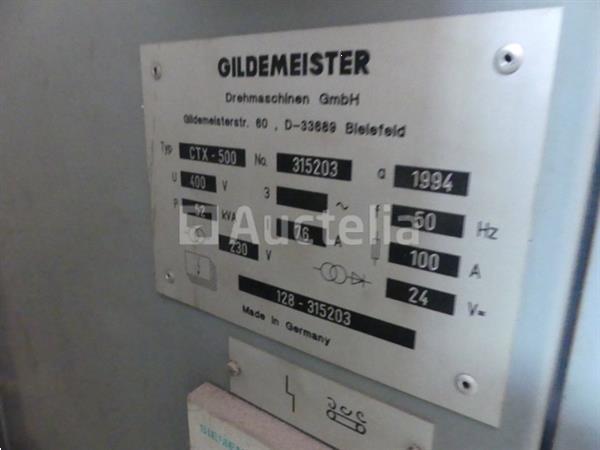 GILDEMEISTER
Drehmaschinen GmbH
Gildemeisterstr. 60 , D-33689 Bielefeld
Typ CTX - 500 No. 315203 a 1994
U 400 V 3 ~ F 50 Hz
P 52 kVA 76 A 100 A
230 V 24 V=
128 - 315203
Made in Germany
Auctelia
SIEMEN